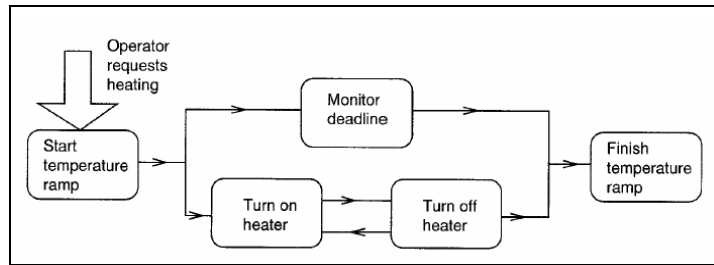 Operator
requests
heating
Monitor
deadline
Start
temperature
ramp
Finish
temperature
ramp
Turn on
heater
Turn off
heater